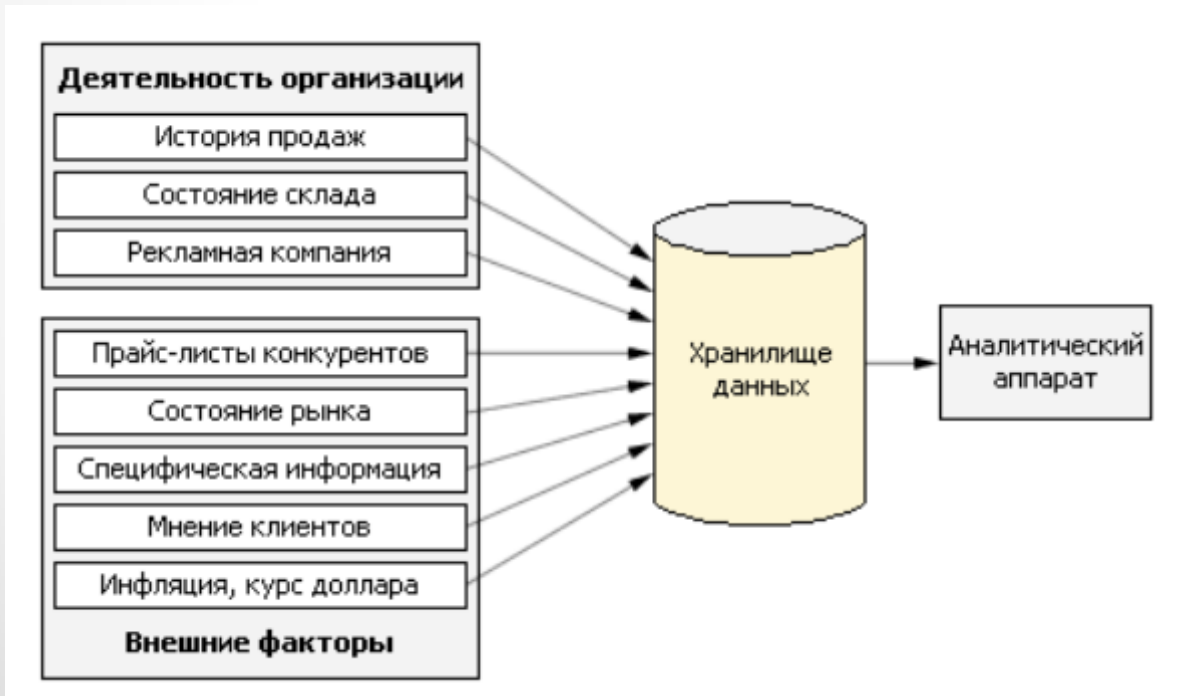 Деятельность организации
История продаж
Состояние склада
Рекламная компания
Прайс-листы конкурентов
Состояние рынка
Специфическая информация
Мнение клиентов
Инфляция, курс доллара
Внешние факторы
Хранилище
данных
Аналитический
аппарат